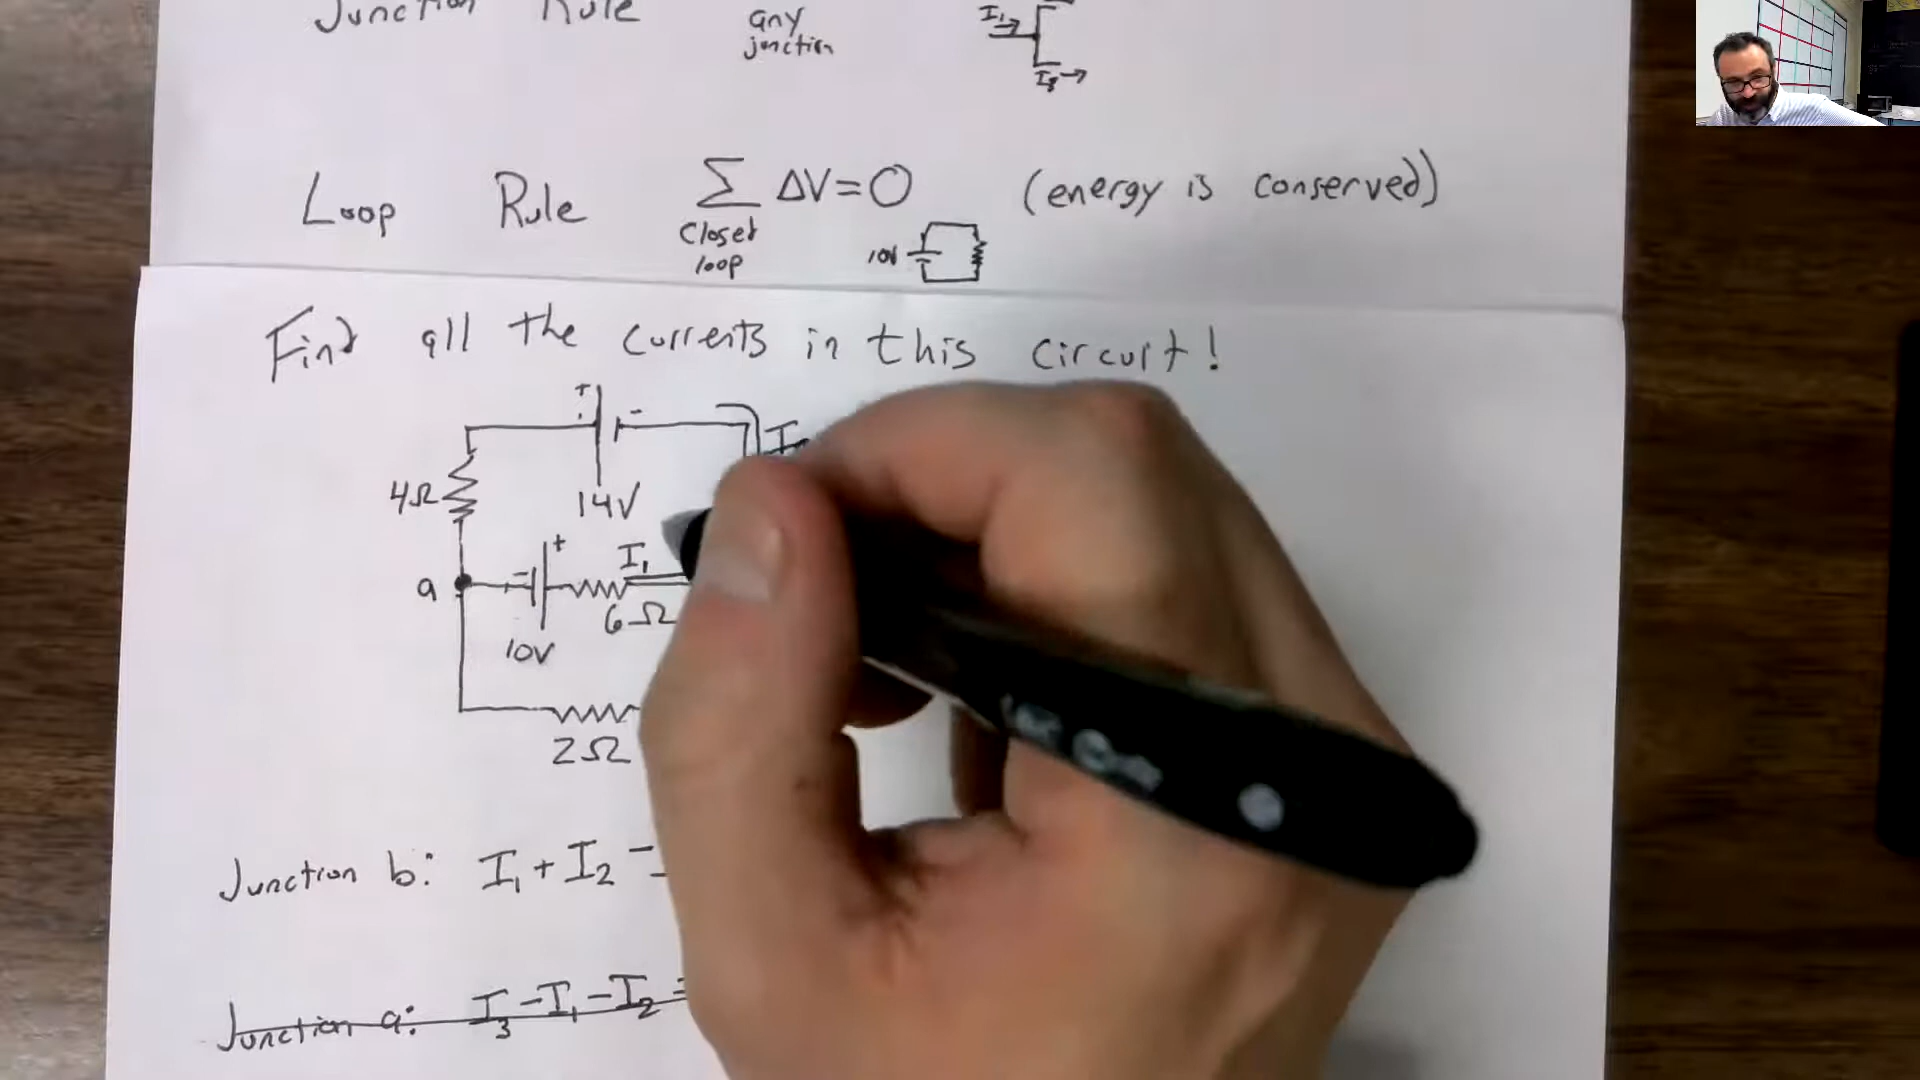 Junction Rule any
junction
I₁
I₃
Loop Rule ΣΔV=0 (energy is conserved)
Closet
loop
10V
Find all the currents in this circuit!
+ -
4Ω
14V
a - + I₁
6Ω
10V
2Ω
Junction b: I₁+I₂
Junction a: I₃-I₁-I₂=